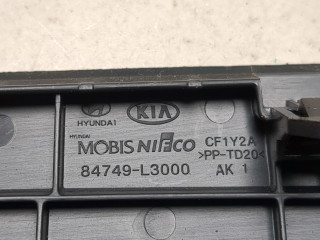 HYUNDAI KIA
HYUNDAI
MOBIS NIFCO CF1Y2A
>PP-TD20<
84749-L3000 AK 1